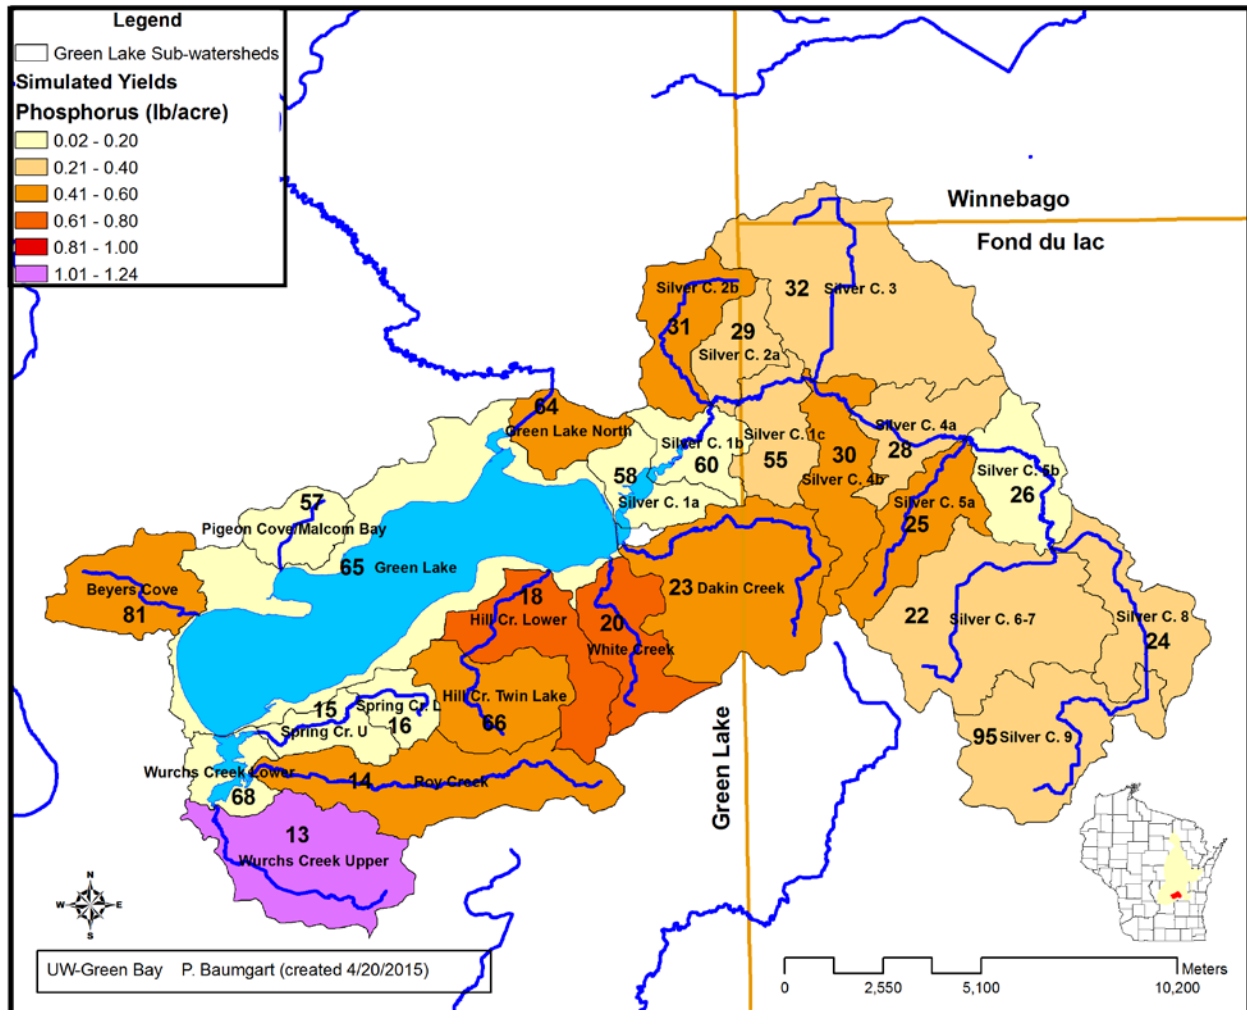 Legend
Green Lake Sub-watersheds
Simulated Yields
Phosphorus (lb/acre)
0.02 - 0.20
0.21 - 0.40
0.41 - 0.60
0.61 - 0.80
0.81 - 1.00
1.01 - 1.24
Winnebago
Fond du lac
Silver C. 2b
32 Silver C. 3
31
29
Silver C. 2a
64
Green Lake North
Silver C. 1b
Silver C. 1c
Silver C. 4a
58
60
55
30
28
Silver C. 4b
Silver C. 5b
26
57
Silver C. 1a
Silver C. 5a
25
Pigeon Cove/Malcom Bay
65 Green Lake
Beyers Cove
81
18
Hill Cr. Lower
20
White Creek
23 Dakin Creek
22
Silver C. 6-7
Silver C. 8
24
Hill Cr. Twin Lake
66
15
Spring Cr. L
16
Spring Cr. U
95 Silver C. 9
Wurchs Creek Lower
68
14 Roy Creek
Green Lake
13
Wurchs Creek Upper
N
W E
S
UW-Green Bay P. Baumgart (created 4/20/2015)
Meters
0 2,550 5,100 10,200